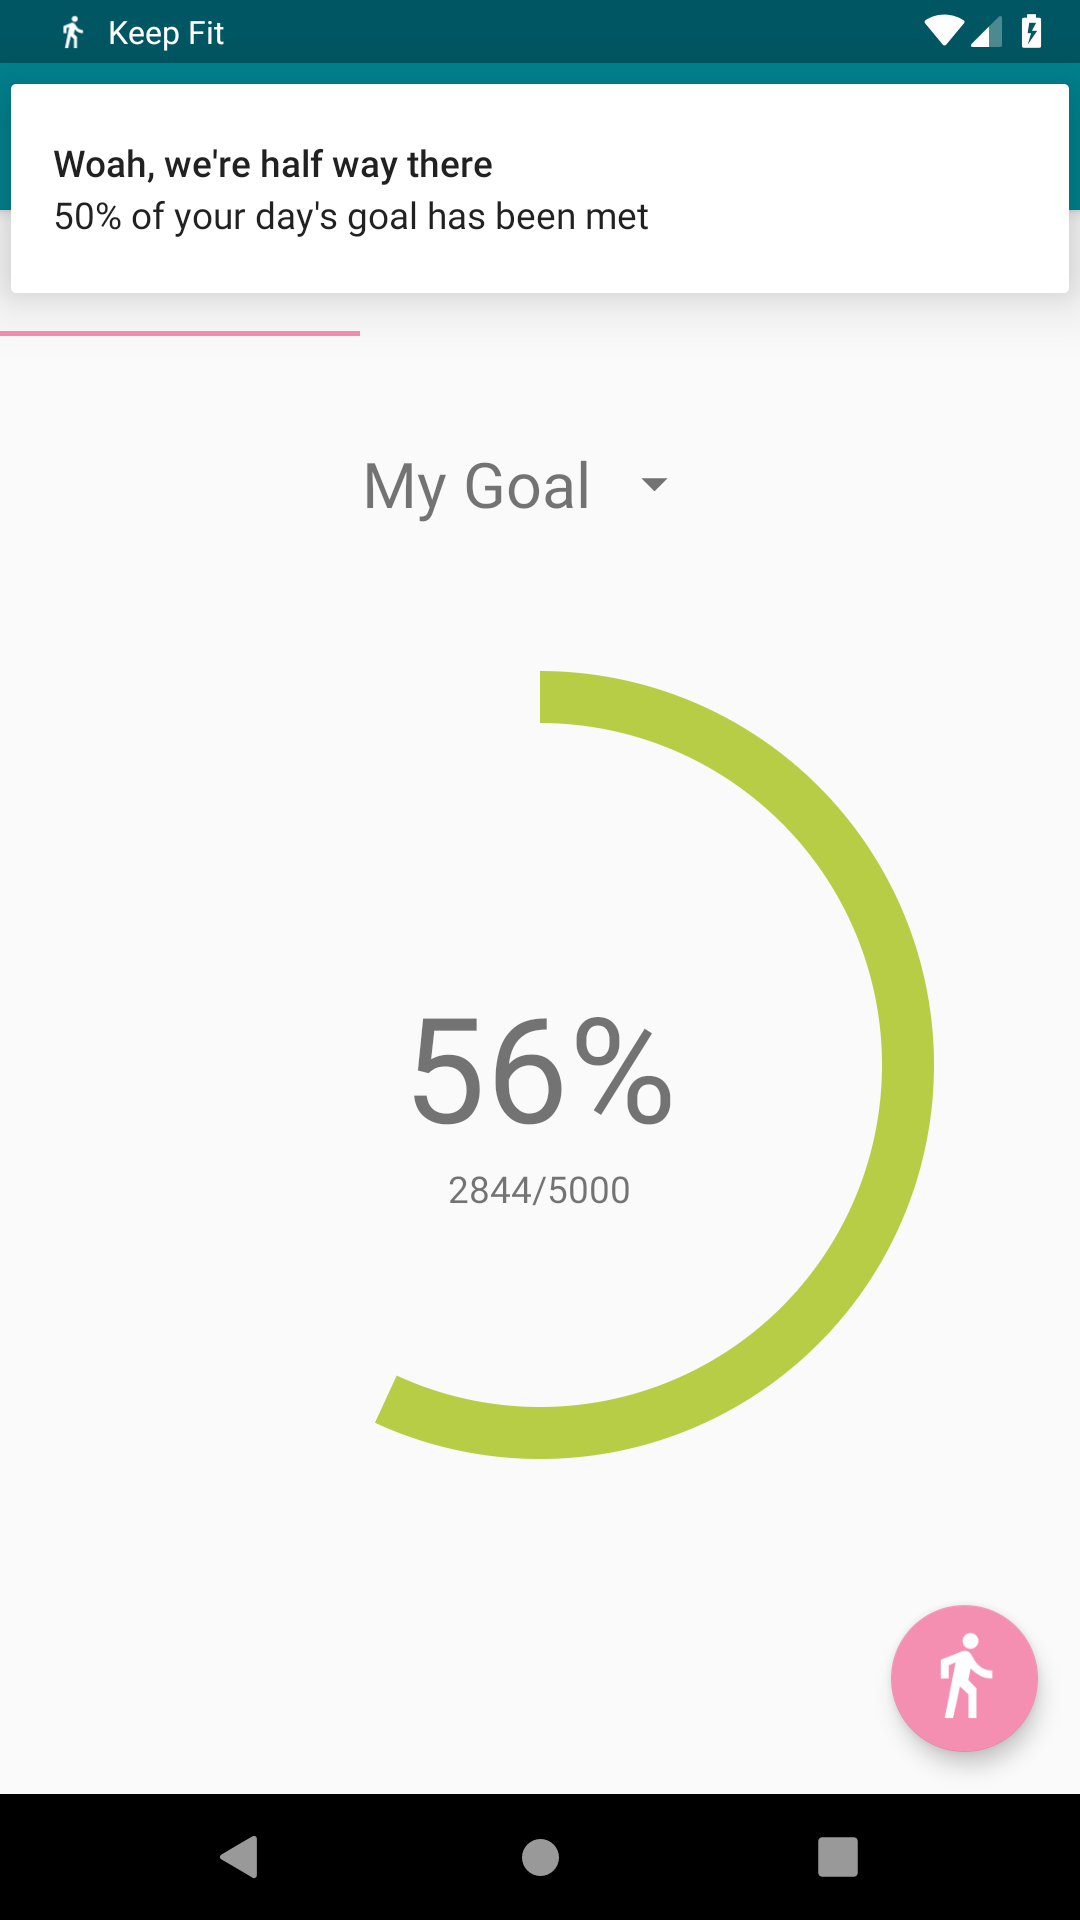 Keep Fit
Woah, we're half way there
50% of your day's goal has been met
My Goal
56%
2844/5000